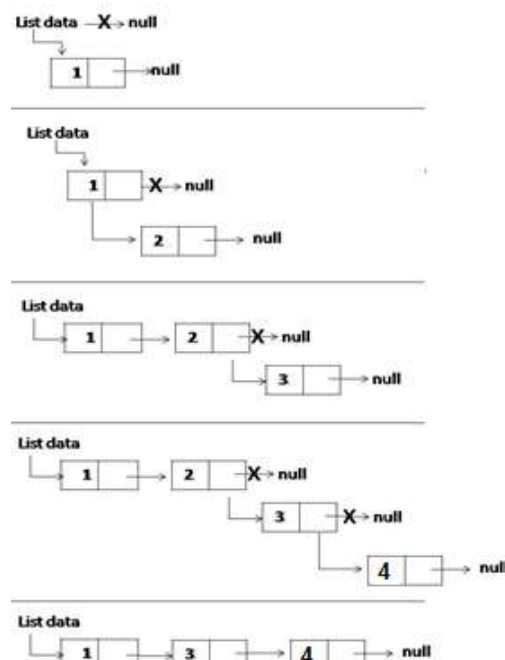 List data X null
1 null
List data
1 X null
2 null
List data
1 2 X null
3 null
List data
1 2 X null
3 X null
4 null
List data
1 3 4 null